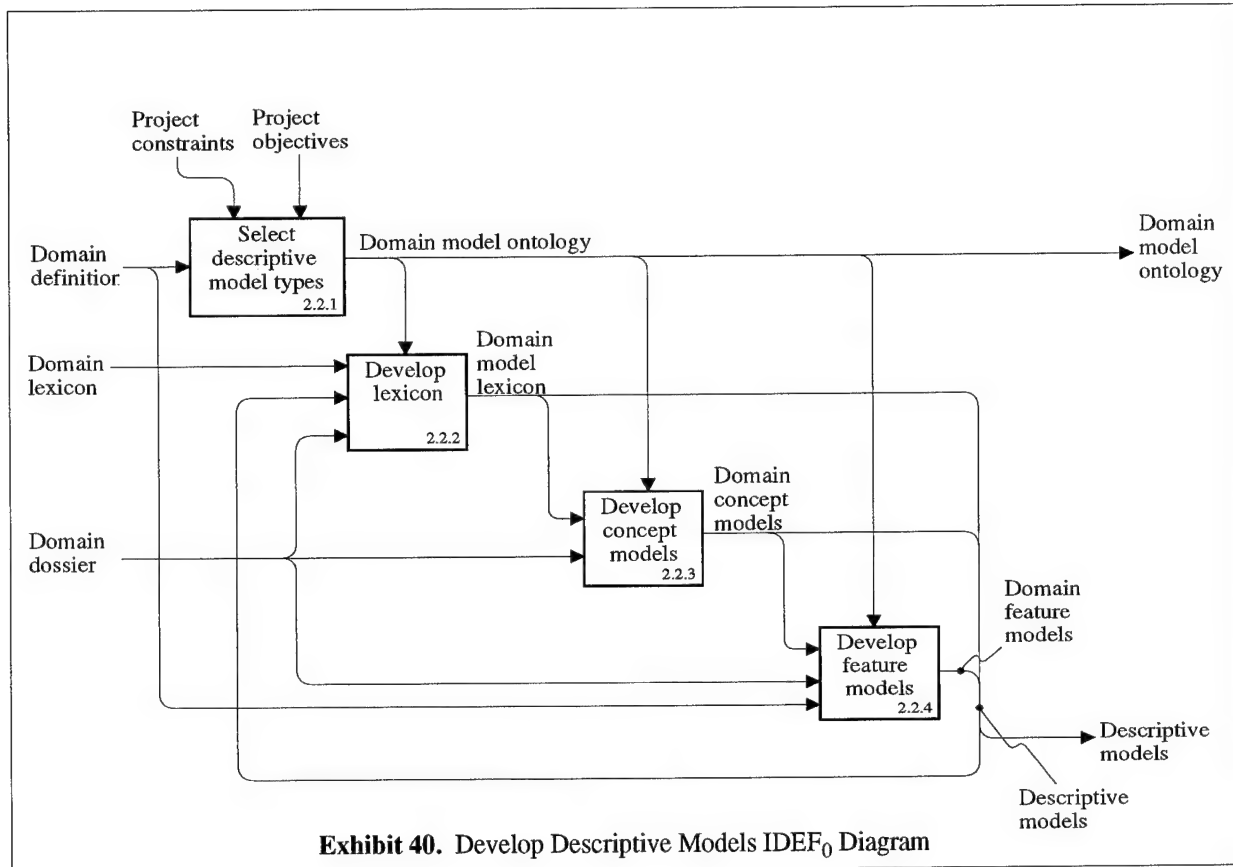 Project
constraints
Project
objectives
Select
descriptive
model types
2.2.1
Domain
definition
Domain model ontology
Domain
model
ontology
Domain
lexicon
Develop
lexicon
2.2.2
Domain
model
lexicon
Domain
dossier
Develop
concept
models
2.2.3
Domain
concept
models
Develop
feature
models
2.2.4
Domain
feature
models
Descriptive
models
Descriptive
models
Exhibit 40. Develop Descriptive Models IDEF0 Diagram